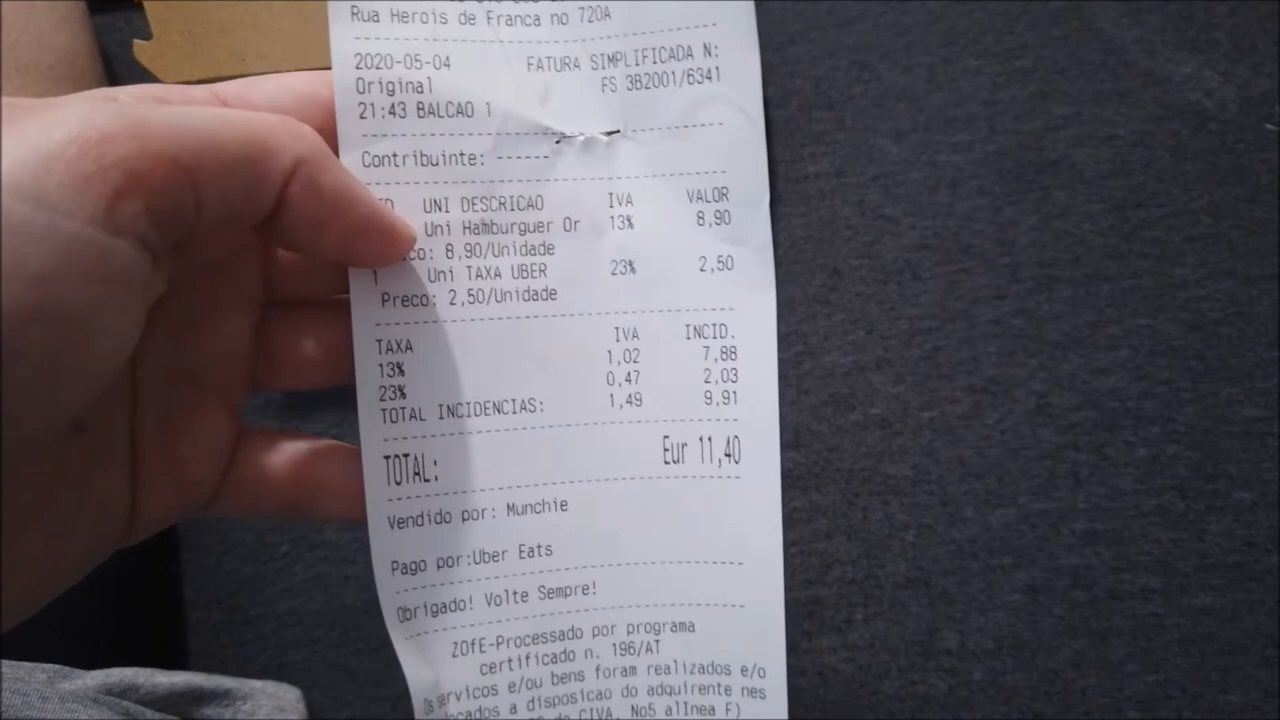 Rua Herois de Franca no 720A
2020-05-04 FATURA SIMPLIFICADA N:
Original FS 3B2001/6341
21:43 BALCAO 1
Contribuinte: ------
UNI DESCRICAO IVA VALOR
Uni Hamburguer Or 13% 8,90
co: 8,90/Unidade
1 Uni TAXA UBER 23% 2,50
Preco: 2,50/Unidade
TAXA IVA INCID.
13% 1,02 7,88
23% 0,47 2,03
TOTAL INCIDENCIAS: 1,49 9,91
TOTAL: Eur 11,40
Vendido por: Munchie
Pago por:Uber Eats
Obrigado! Volte Sempre!
ZOfE-Processado por programa
certificado n. 196/AT
Os servicos e/ou bens foram realizados e/o
ocados a disposicao do adquirente nes
do CIVA, No5 alInea F)